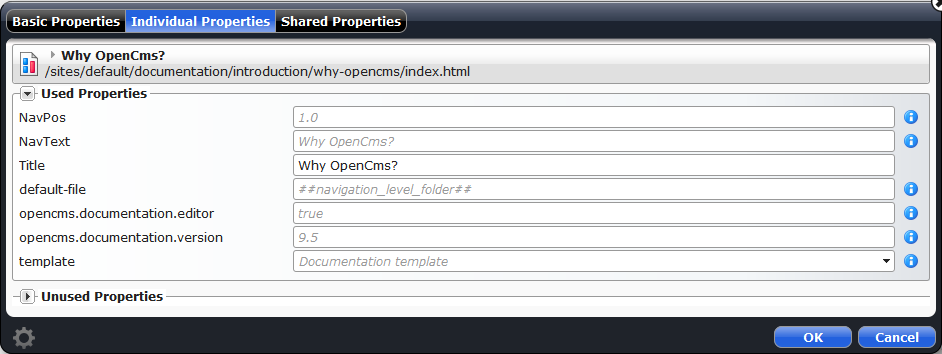 Basic Properties Individual Properties Shared Properties
Why OpenCms?
/sites/default/documentation/introduction/why-opencms/index.html
Used Properties
NavPos 1.0
NavText Why OpenCms?
Title Why OpenCms?
default-file ##navigation_level_folder##
opencms.documentation.editor true
opencms.documentation.version 9.5
template Documentation template
Unused Properties
OK Cancel